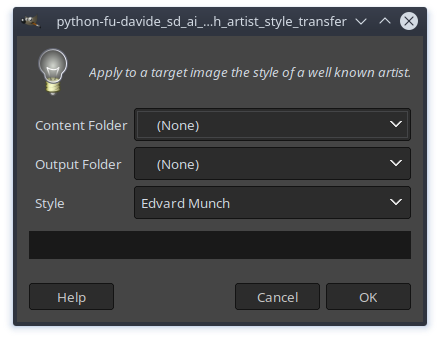 python-fu-davide_sd_ai_...h_artist_style_transfer
Apply to a target image the style of a well known artist.
Content Folder (None)
Output Folder (None)
Style Edvard Munch
Help Cancel OK